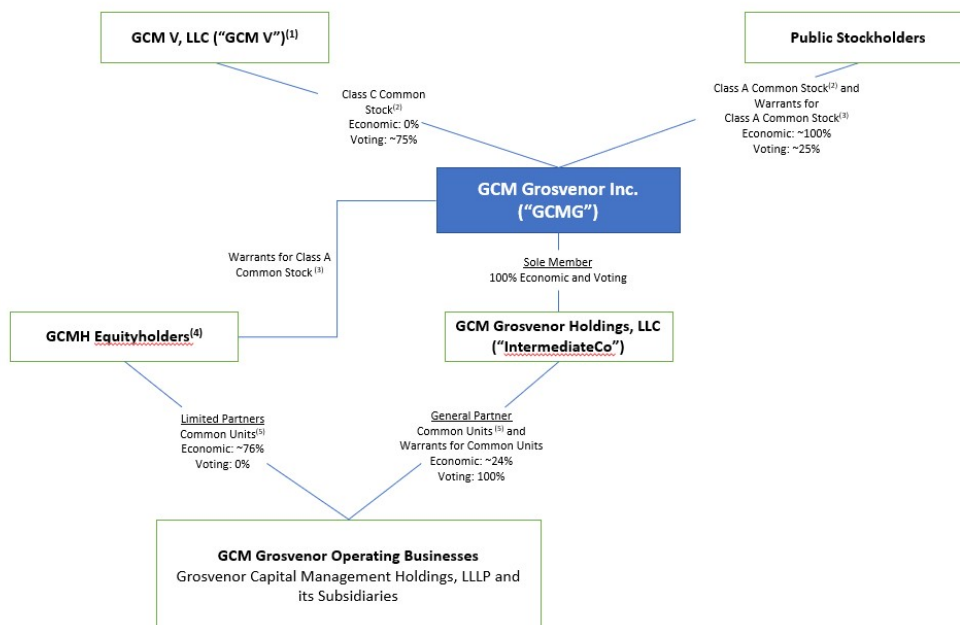 GCM V, LLC (“GCM V”)(1)
Public Stockholders
Class C Common
Stock(2)
Economic: 0%
Voting: ~75%
Class A Common Stock(2) and
Warrants for
Class A Common Stock(3)
Economic: ~100%
Voting: ~25%
GCM Grosvenor Inc.
(“GCMG”)
Warrants for Class A
Common Stock (3)
Sole Member
100% Economic and Voting
GCMH Equityholders(4)
GCM Grosvenor Holdings, LLC
(“IntermediateCo”)
Limited Partners
Common Units(5)
Economic: ~76%
Voting: 0%
General Partner
Common Units (5) and
Warrants for Common Units
Economic: ~24%
Voting: 100%
GCM Grosvenor Operating Businesses
Grosvenor Capital Management Holdings, LLLP and
its Subsidiaries